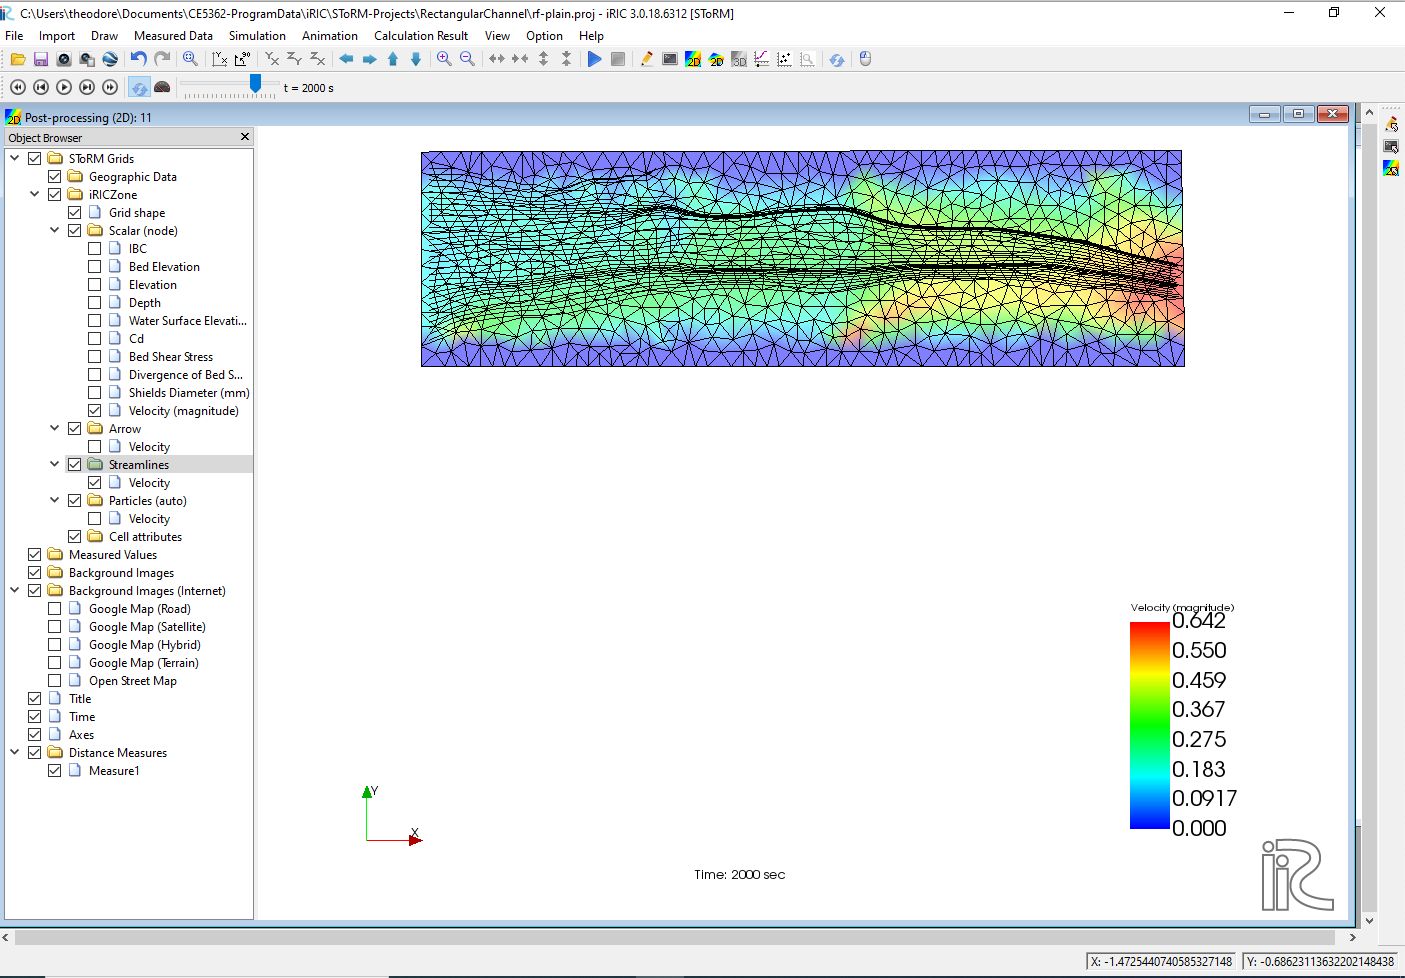 C:\Users\theodore\Documents\CE5362-ProgramData\iRIC\SToRM-Projects\RectangularChannel\rf-plain.proj - iRIC 3.0.18.6312 [SToRM]
File Import Draw Measured Data Simulation Animation Calculation Result View Option Help
t = 2000 s
Post-processing (2D): 11
Object Browser
SToRM Grids
Geographic Data
iRICZone
Grid shape
Scalar (node)
IBC
Bed Elevation
Elevation
Depth
Water Surface Elevati...
Cd
Bed Shear Stress
Divergence of Bed S...
Shields Diameter (mm)
Velocity (magnitude)
Arrow
Velocity
Streamlines
Velocity
Particles (auto)
Velocity
Cell attributes
Measured Values
Background Images
Background Images (Internet)
Google Map (Road)
Google Map (Satellite)
Google Map (Hybrid)
Google Map (Terrain)
Open Street Map
Title
Time
Axes
Distance Measures
Measure1
Velocity (magnitude)
0.642
0.550
0.459
0.367
0.275
0.183
0.0917
0.000
Y
X
Time: 2000 sec
iRIC
X: -1.4725440740585327148 Y: -0.68623113632202148438